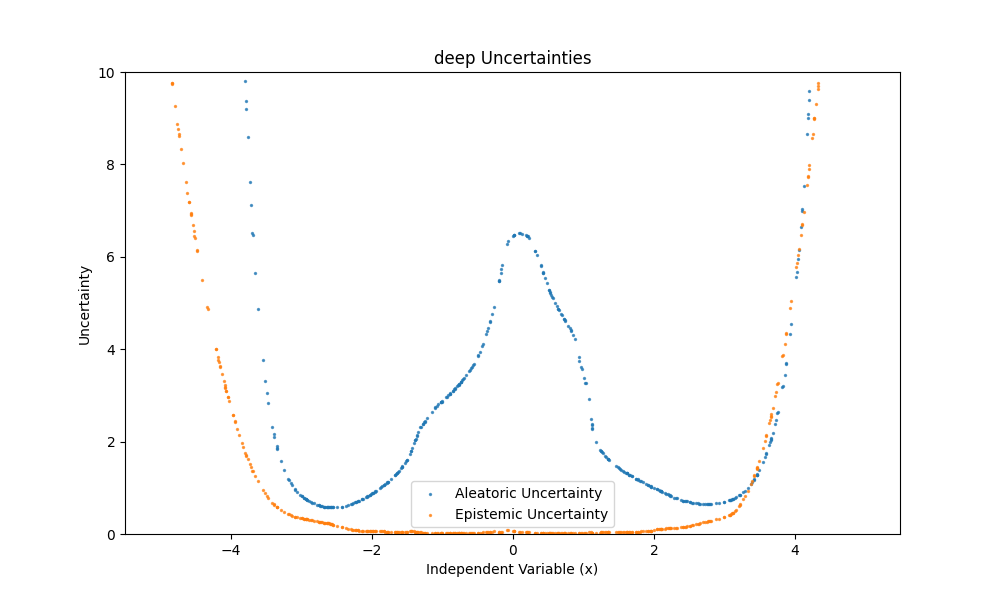 deep Uncertainties
10
8
6
4
2
0
Uncertainty
Aleatoric Uncertainty
Epistemic Uncertainty
−4
−2
0
2
4
Independent Variable (x)